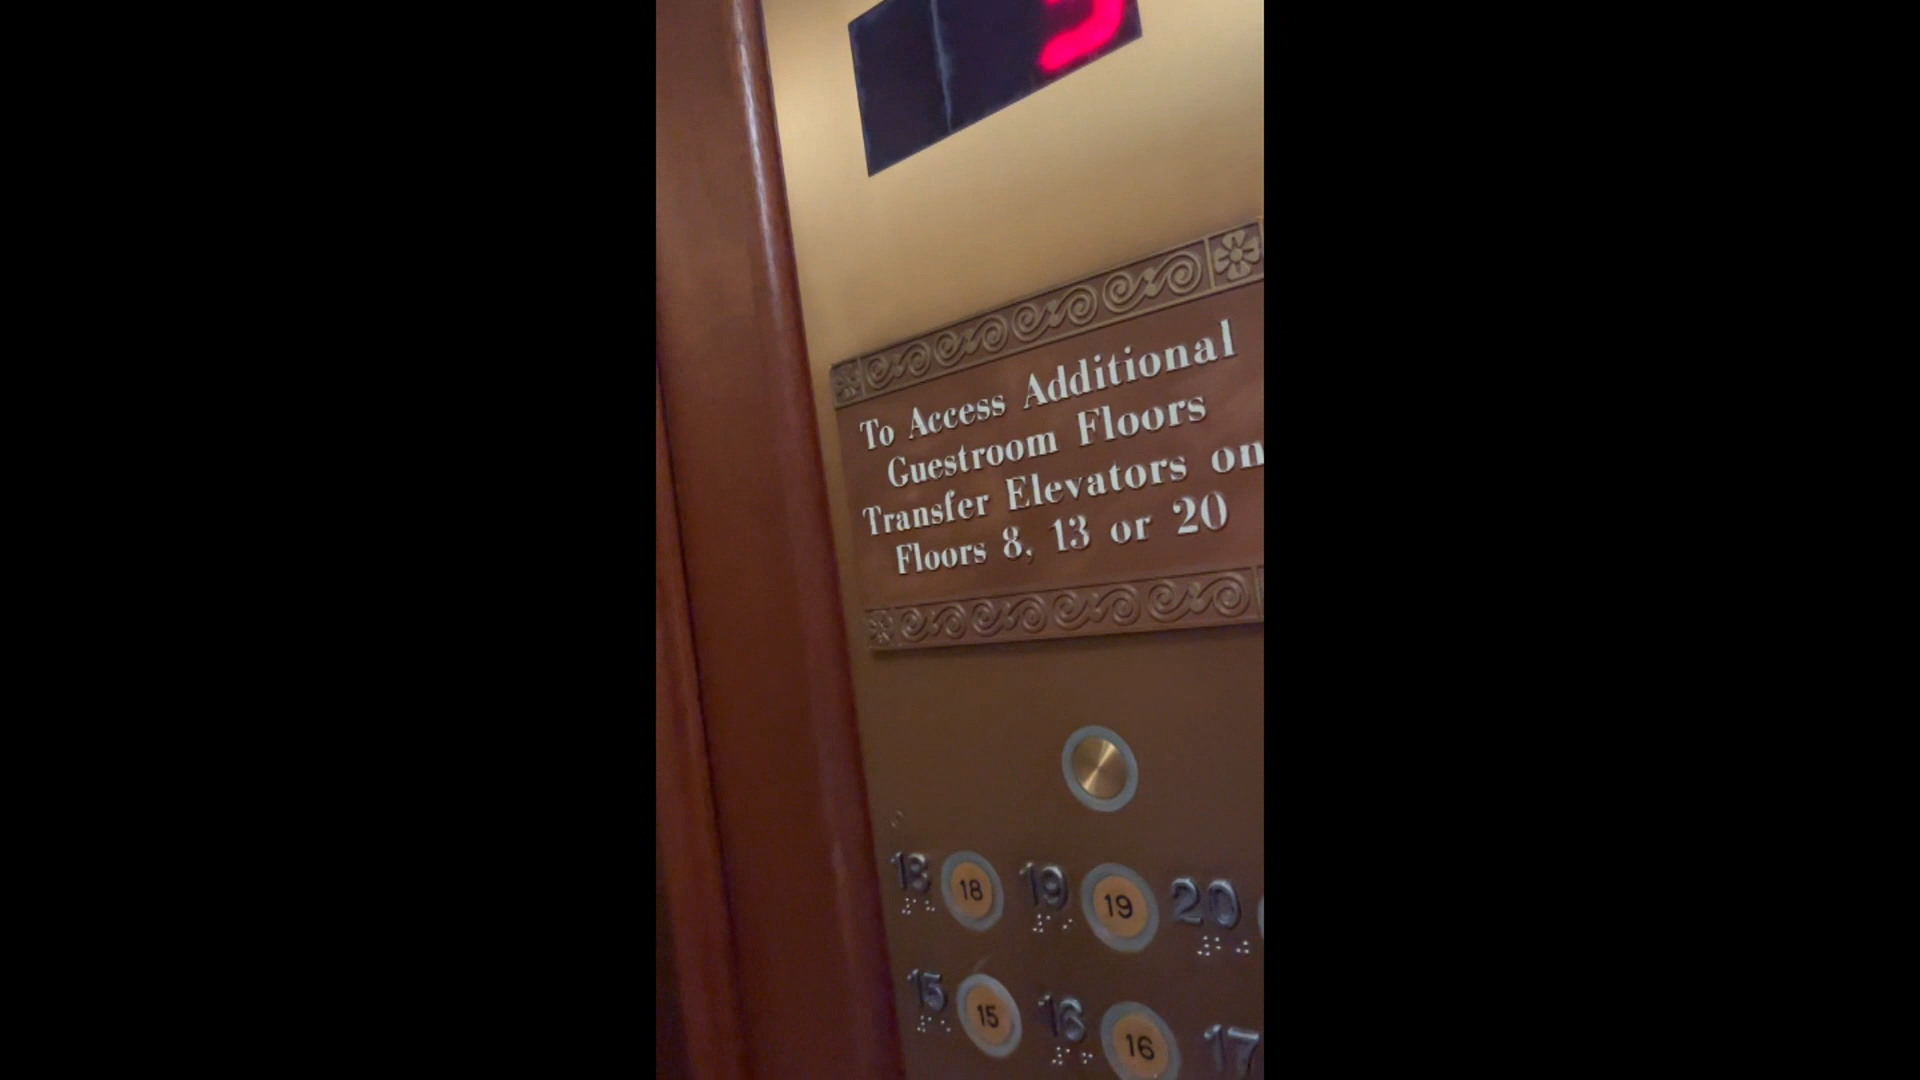 To Access Additional
Guestroom Floors
Transfer Elevators on
Floors 8, 13 or 20
18 18 19 19 20
15 15 16 16 17